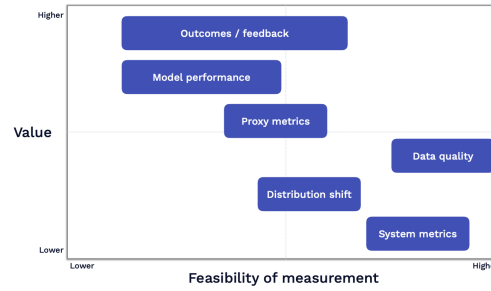 Higher
Outcomes / feedback
Model performance
Proxy metrics
Value
Data quality
Distribution shift
System metrics
Lower
Lower
Highe
Feasibility of measurement